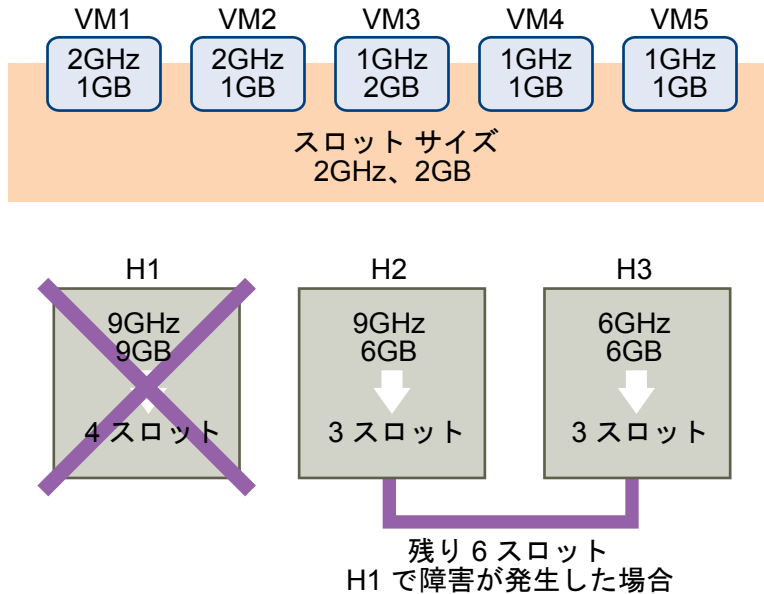 VM1 VM2 VM3 VM4 VM5
2GHz 2GHz 1GHz 1GHz 1GHz
1GB 1GB 2GB 1GB 1GB
スロット サイズ
2GHz、2GB
H1 H2 H3
9GHz 9GHz 6GHz
9GB 6GB 6GB
4 スロット 3 スロット 3 スロット
残り 6 スロット
H1 で障害が発生した場合